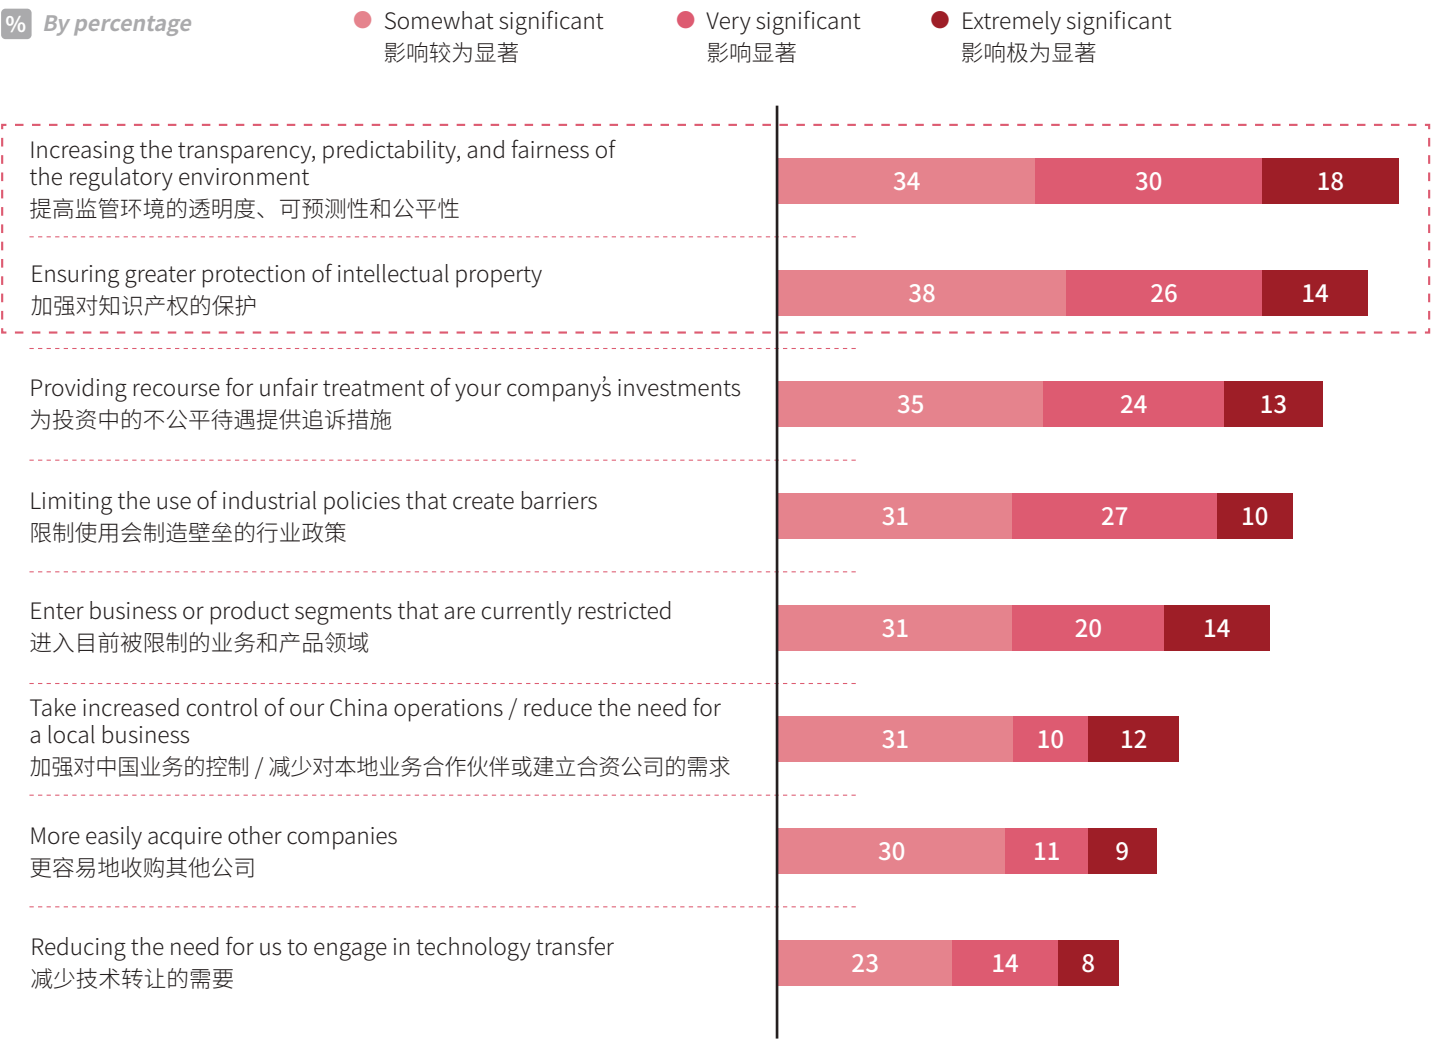 % By percentage
Somewhat significant
影响较为显著
Very significant
影响显著
Extremely significant
影响极为显著
Increasing the transparency, predictability, and fairness of
the regulatory environment
提高监管环境的透明度、可预测性和公平性
34 30 18
Ensuring greater protection of intellectual property
加强对知识产权的保护
38 26 14
Providing recourse for unfair treatment of your company’s investments
为投资中的不公平待遇提供追诉措施
35 24 13
Limiting the use of industrial policies that create barriers
限制使用会制造壁垒的行业政策
31 27 10
Enter business or product segments that are currently restricted
进入目前被限制的业务和产品领域
31 20 14
Take increased control of our China operations / reduce the need for
a local business
加强对中国业务的控制 / 减少对本地业务合作伙伴或建立合资公司的需求
31 10 12
More easily acquire other companies
更容易地收购其他公司
30 11 9
Reducing the need for us to engage in technology transfer
减少技术转让的需要
23 14 8